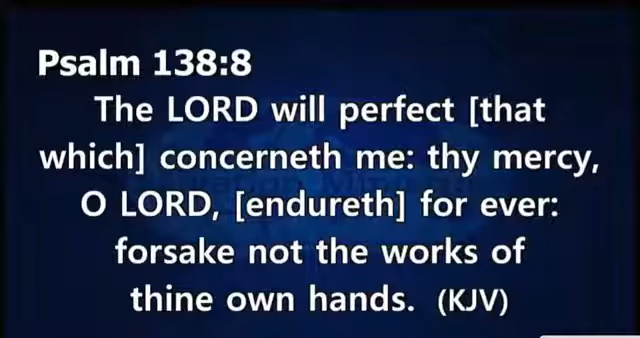 Psalm 138:8
The LORD will perfect [that
which] concerneth me: thy mercy,
O LORD, [endureth] for ever:
forsake not the works of
thine own hands. (KJV)